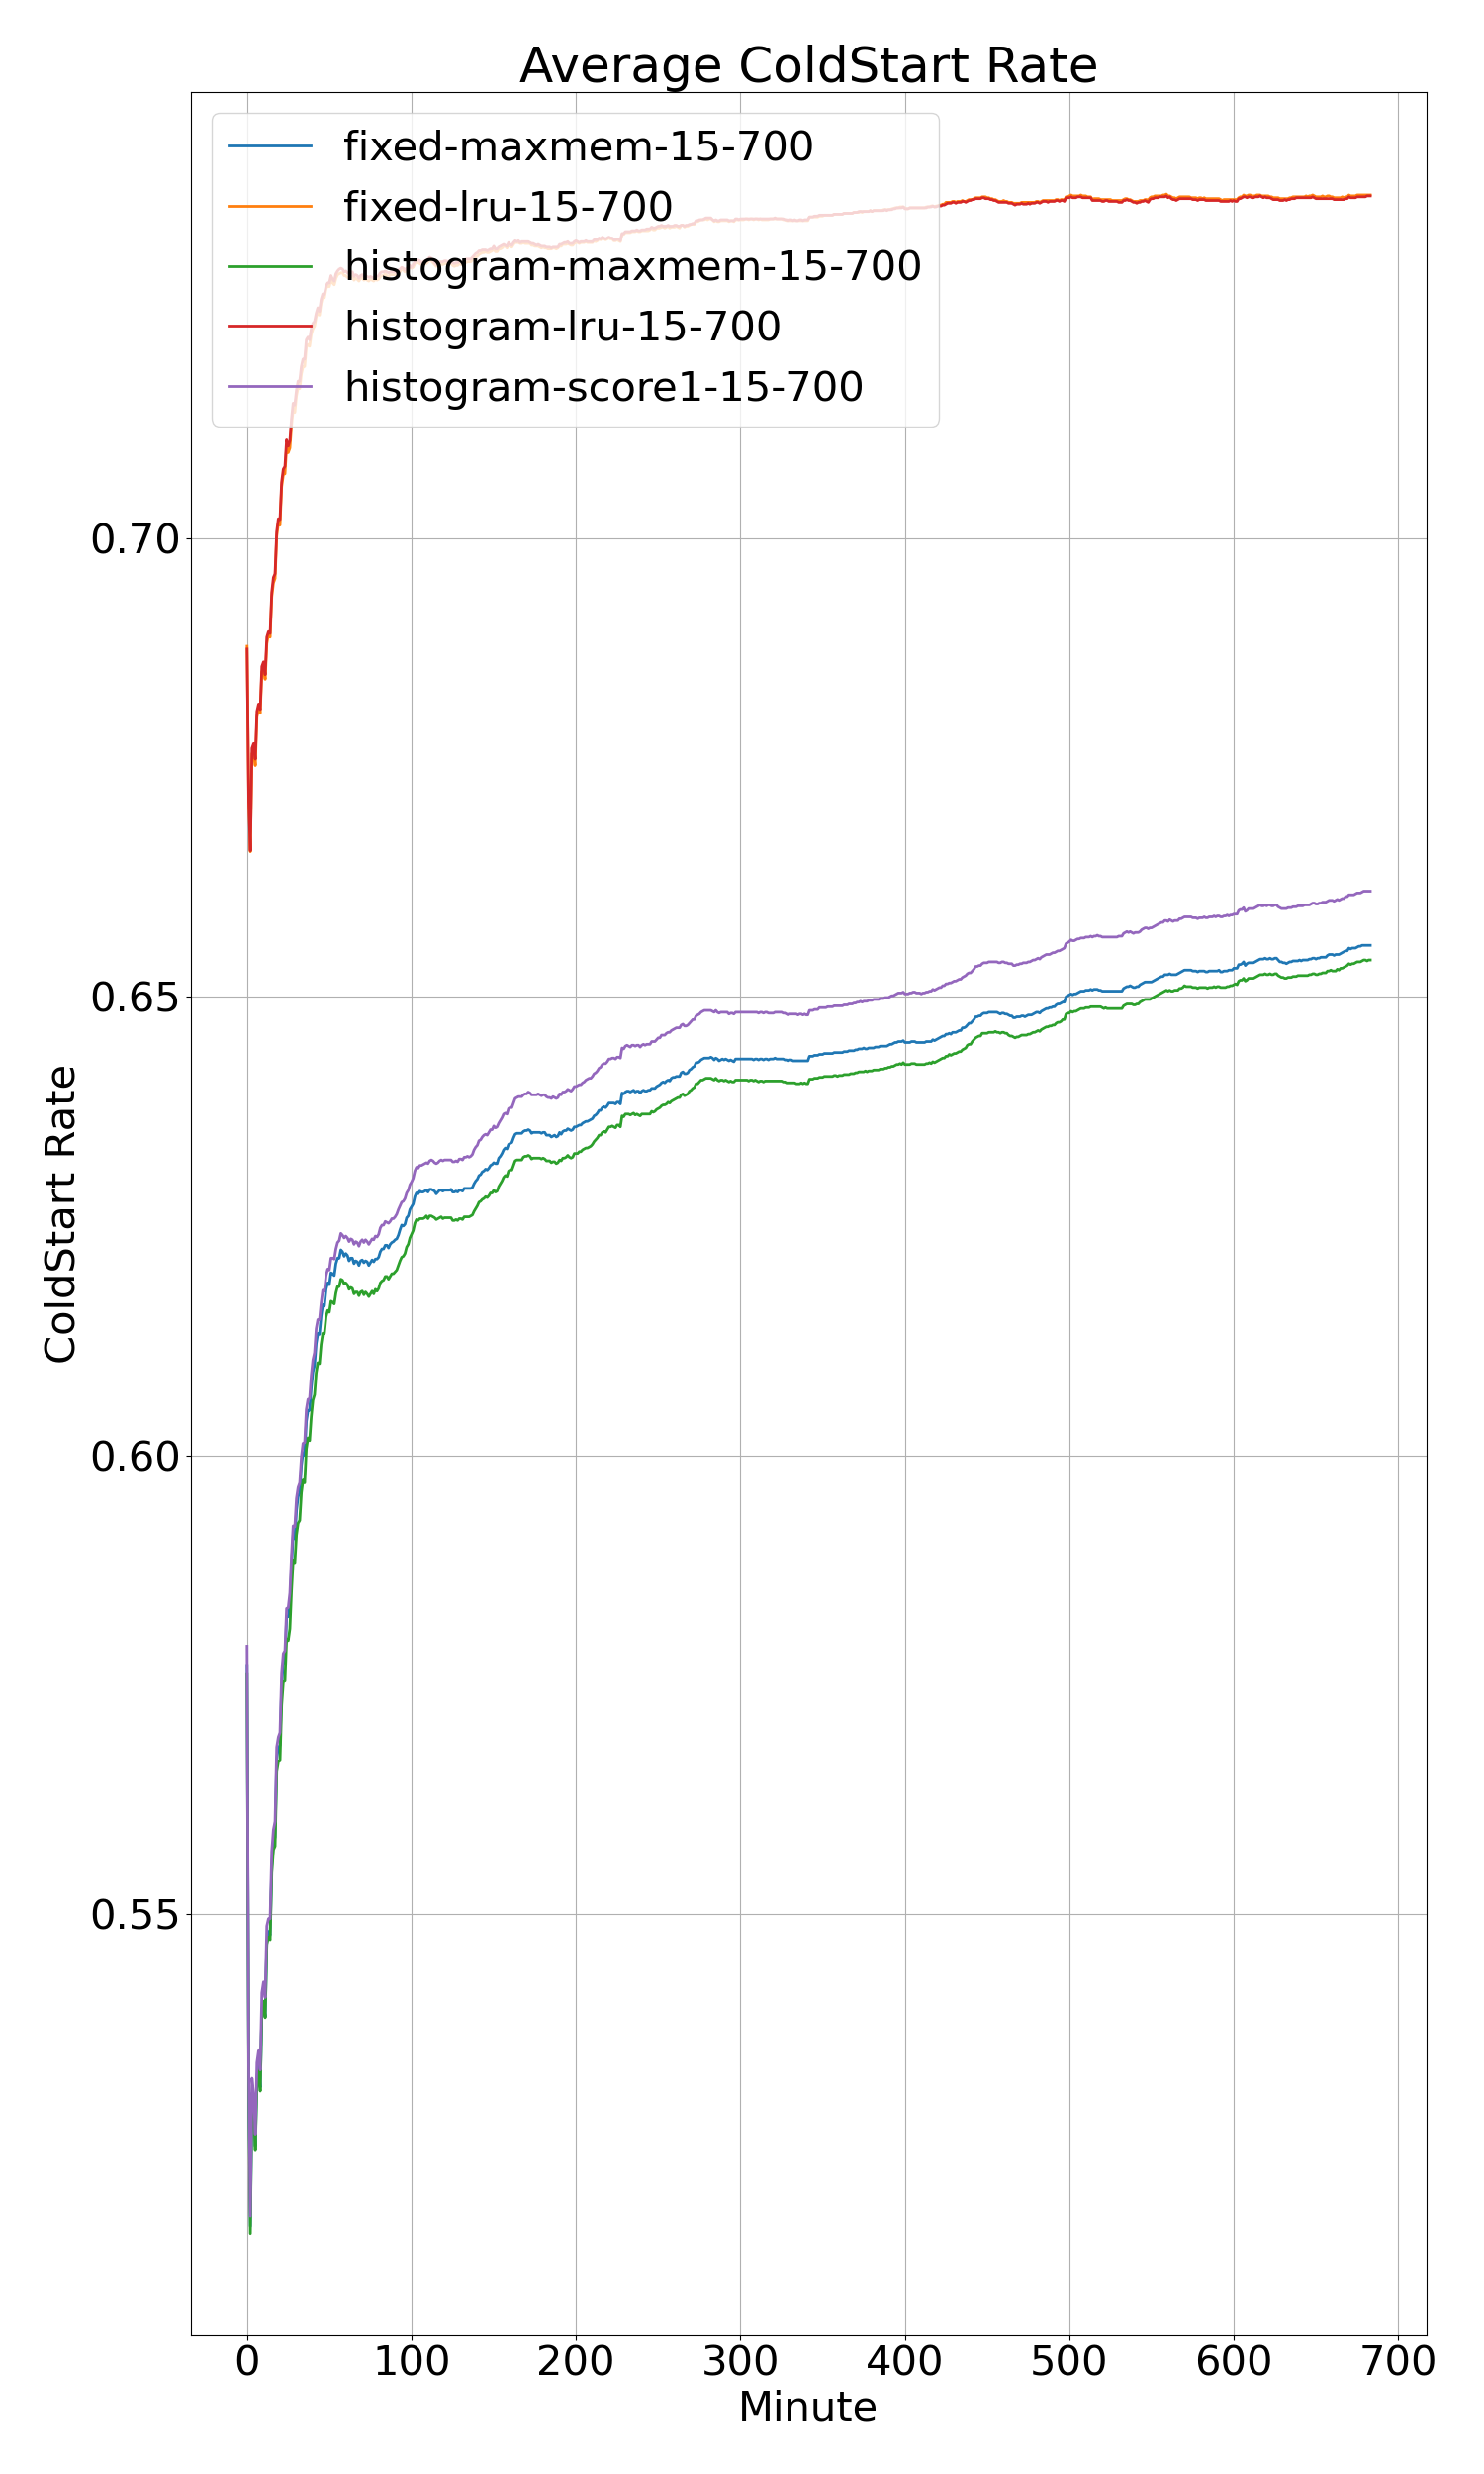 Average ColdStart Rate
fixed-maxmem-15-700
fixed-lru-15-700
histogram-maxmem-15-700
histogram-lru-15-700
histogram-score1-15-700
0.70
0.65
0.60
0.55
ColdStart Rate
0 100 200 300 400 500 600 700
Minute